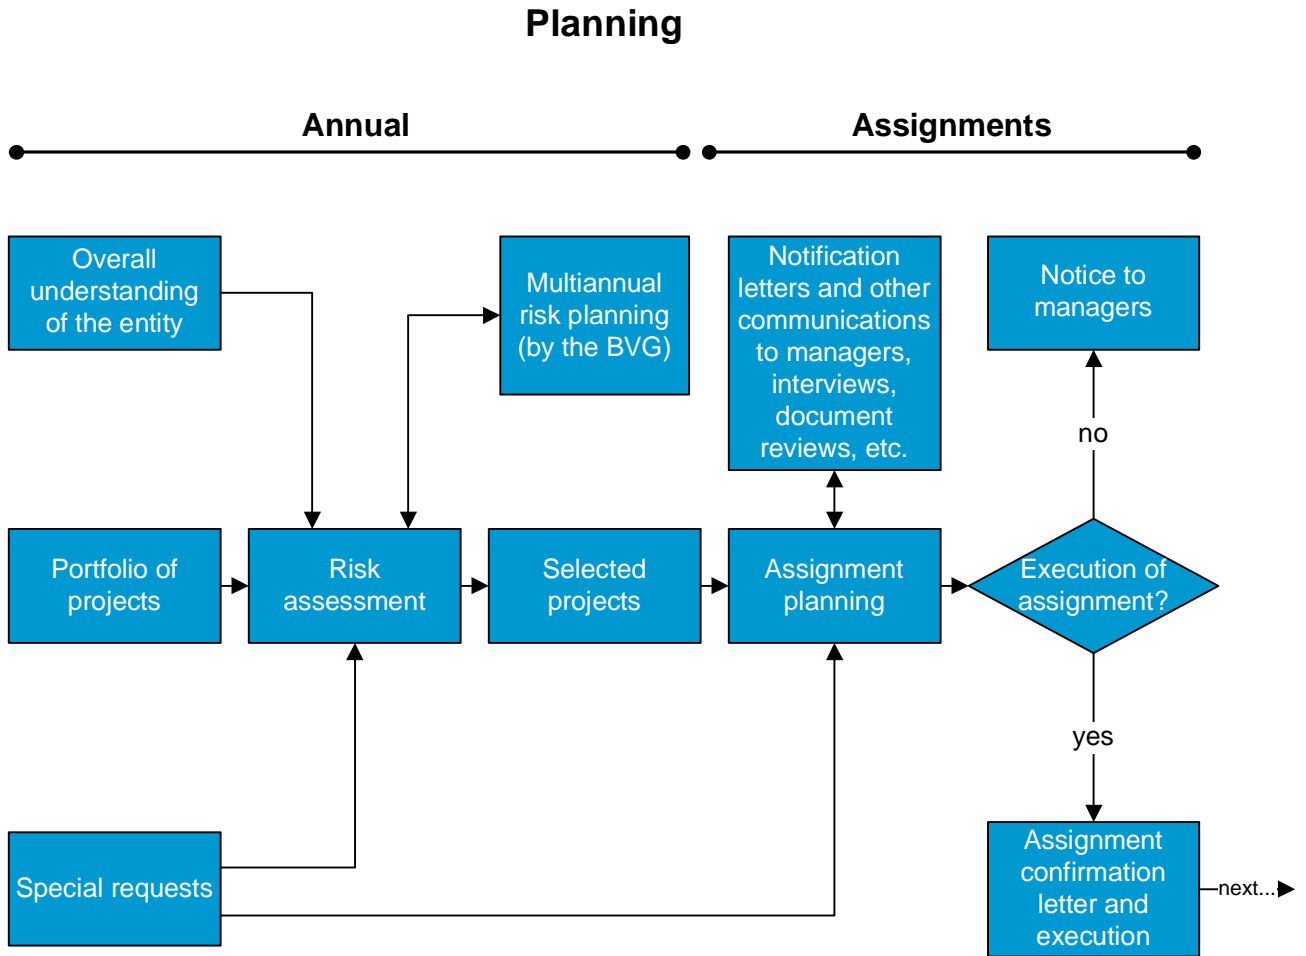 Planning
Annual
Assignments
Overall
understanding
of the entity
Multiannual
risk planning
(by the BVG)
Notification
letters and other
communications
to managers,
interviews,
document
reviews, etc.
Notice to
managers
no
Portfolio of
projects
Risk
assessment
Selected
projects
Assignment
planning
Execution of
assignment?
yes
Special requests
Assignment
confirmation
letter and
execution
next...